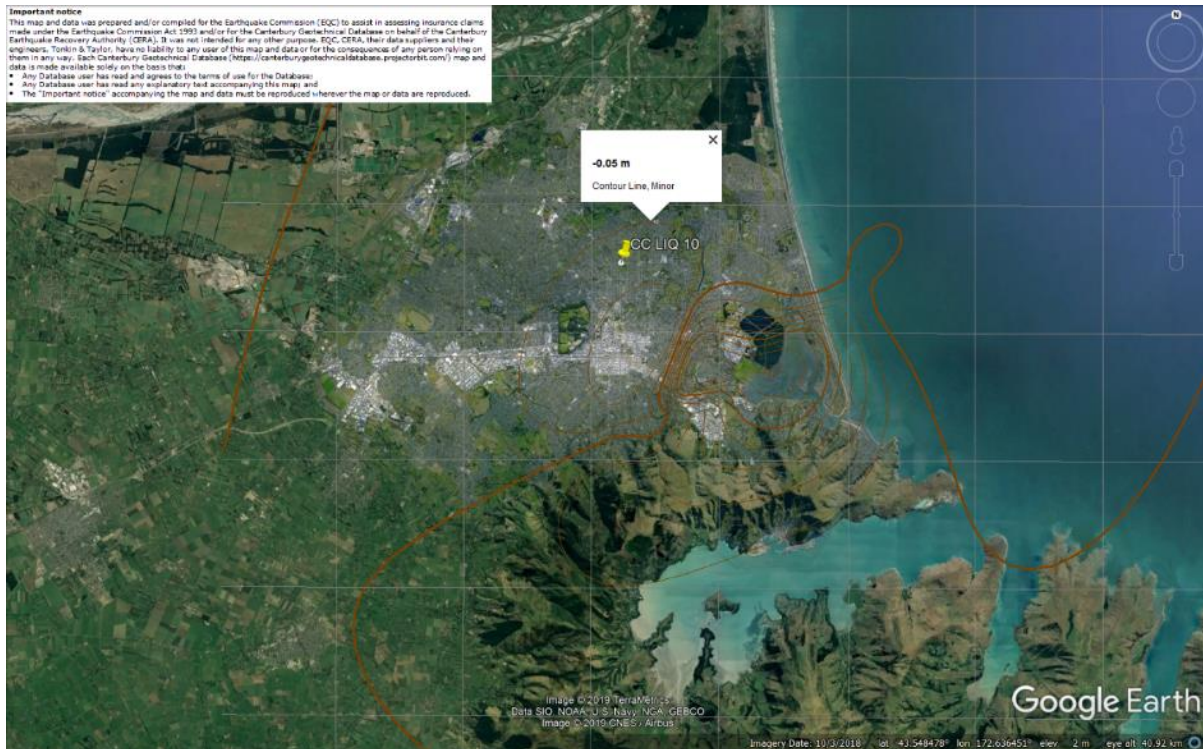 Important notice
This map and data was prepared and/or compiled for the Earthquake Commission (EQC) to assist in assessing insurance claims
made under the Earthquake Commission Act 1993 and/or for the Canterbury Geotechnical Database on behalf of the Canterbury
Earthquake Recovery Authority (CERA). It was not intended for any other purpose. EQC, CERA, their data suppliers and their
engineers, Tonkin & Taylor, have no liability to any user of this map and data or for the consequences of any person relying on
them in any way. Each Canterbury Geotechnical Database (https://canterburygeotechnicaldatabase.projectorbit.com/) map and
data is made available solely on the basis that:
• Any Database user has read and agrees to the terms of use for the Database;
• Any Database user has read any explanatory text accompanying this map; and
• The "Important notice" accompanying the map and data must be reproduced wherever the map or data are reproduced.
N
-0.05 m
Contour Line, Minor
CC LIQ 10
Image © 2019 TerraMetrics
Data SIO, NOAA, U.S. Navy, NGA, GEBCO
Image © 2019 CNES / Airbus
Google Earth
Imagery Date: 10/3/2018 lat -43.548478° lon 172.636451° elev 2 m eye alt 40.92 km